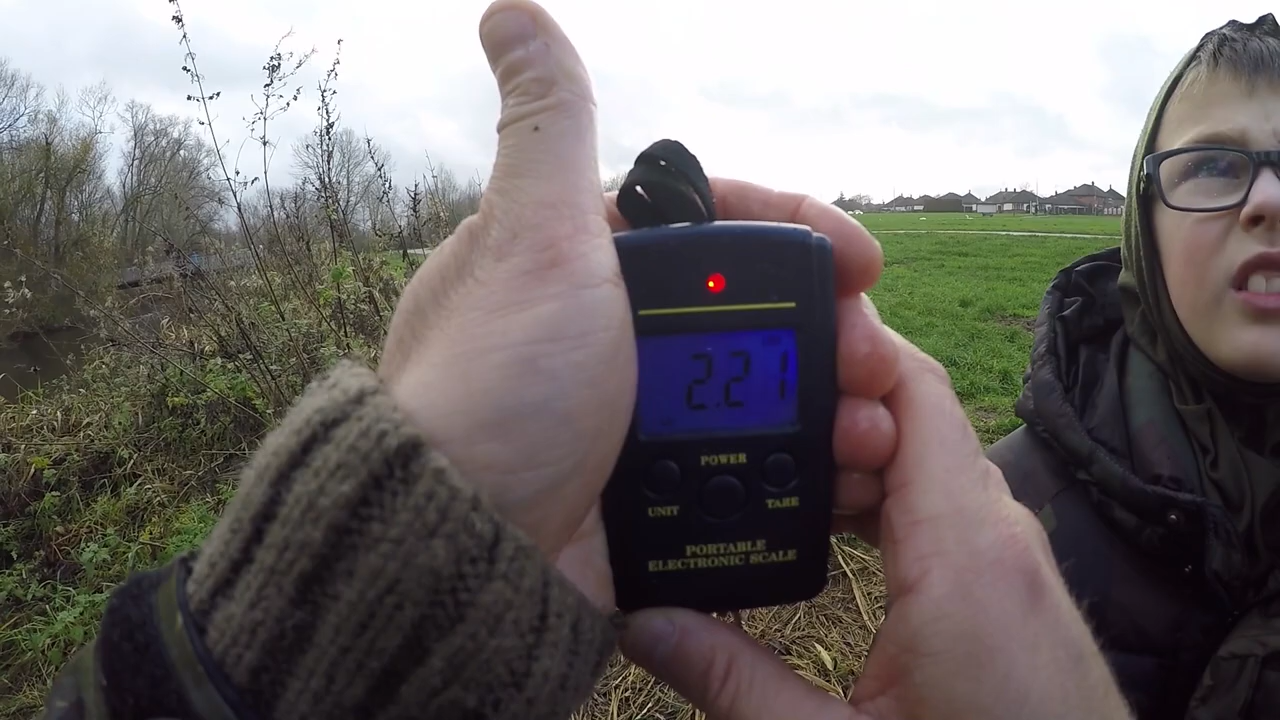 2.21
POWER
UNIT TARE
PORTABLE
ELECTRONIC SCALE